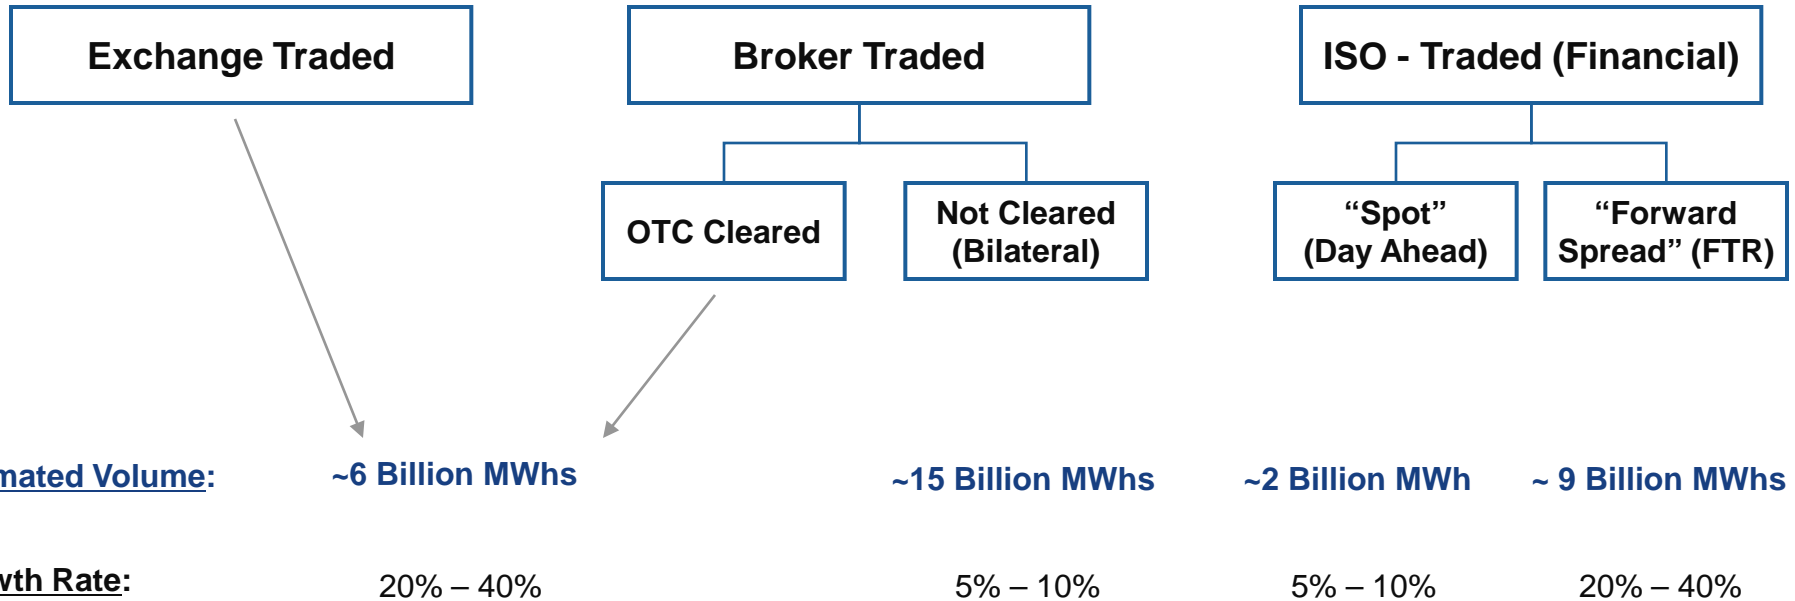 Exchange Traded
Broker Traded
ISO - Traded (Financial)
OTC Cleared
Not Cleared
(Bilateral)
“Spot”
(Day Ahead)
“Forward
Spread” (FTR)
mated Volume:
~6 Billion MWhs
~15 Billion MWhs
~2 Billion MWh
~ 9 Billion MWhs
wth Rate:
20% – 40%
5% – 10%
5% – 10%
20% – 40%